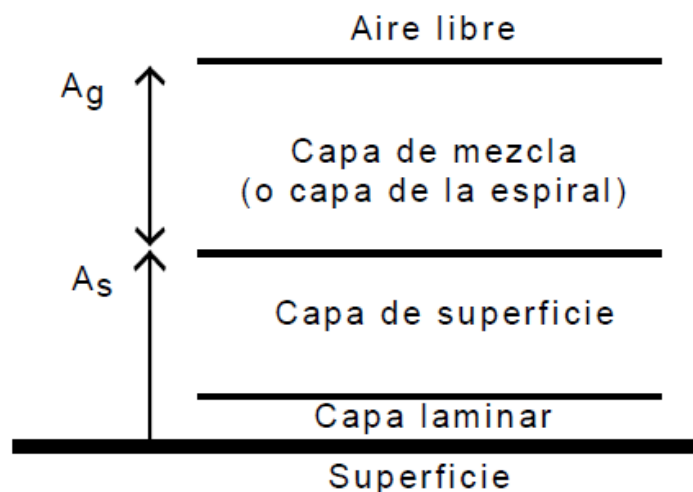 Aire libre
Ag
Capa de mezcla
(o capa de la espiral)
As
Capa de superficie
Capa laminar
Superficie